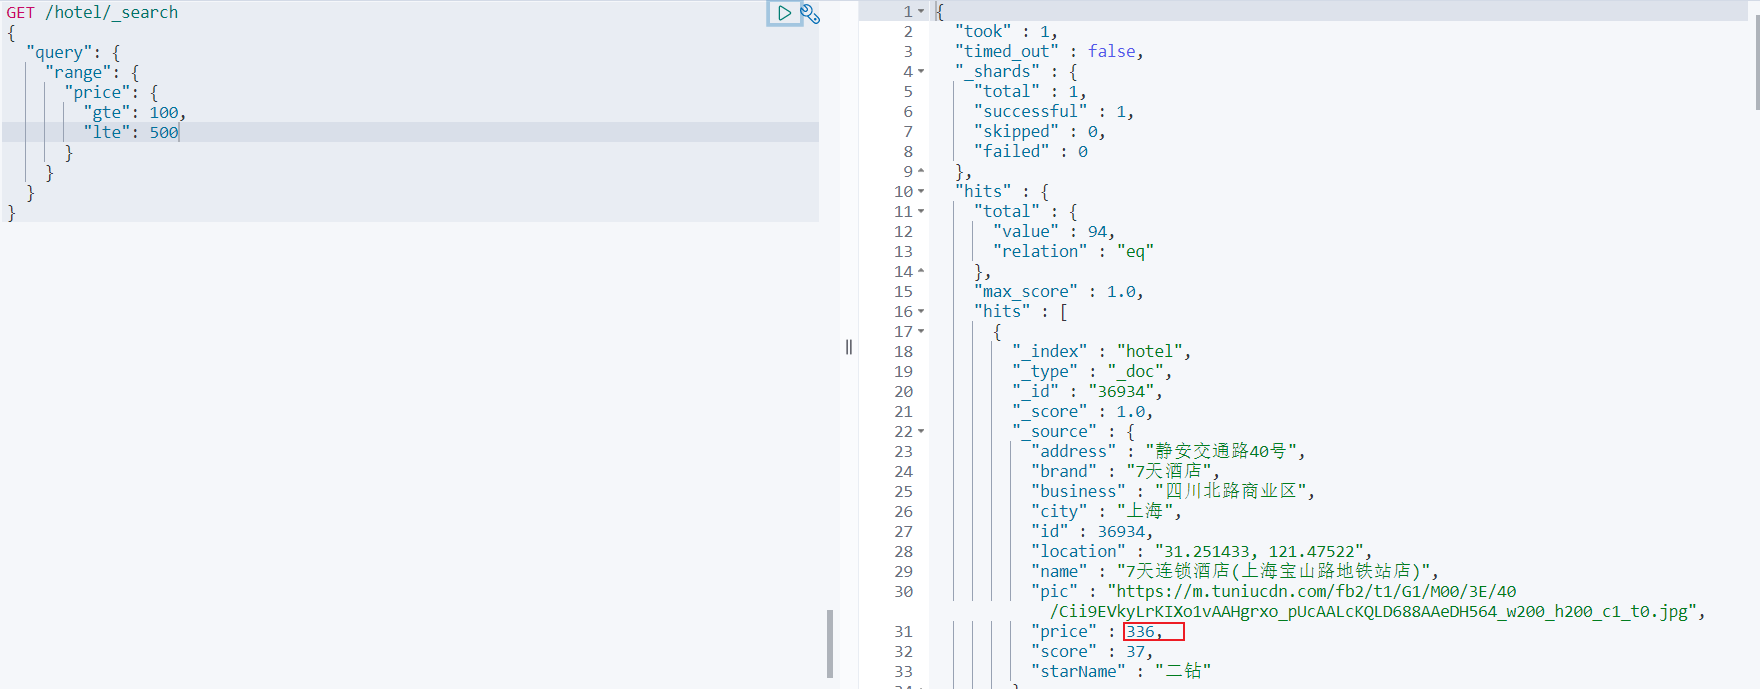 GET /hotel/_search
{
  "query": {
    "range": {
      "price": {
        "gte": 100,
        "lte": 500
      }
    }
  }
}
1 {
2   "took" : 1,
3   "timed_out" : false,
4   "_shards" : {
5     "total" : 1,
6     "successful" : 1,
7     "skipped" : 0,
8     "failed" : 0
9   },
10   "hits" : {
11     "total" : {
12       "value" : 94,
13       "relation" : "eq"
14     },
15     "max_score" : 1.0,
16     "hits" : [
17       {
18         "_index" : "hotel",
19         "_type" : "_doc",
20         "_id" : "36934",
21         "_score" : 1.0,
22         "_source" : {
23           "address" : "静安交通路40号",
24           "brand" : "7天酒店",
25           "business" : "四川北路商业区",
26           "city" : "上海",
27           "id" : 36934,
28           "location" : "31.251433, 121.47522",
29           "name" : "7天连锁酒店(上海宝山路地铁站店)",
30           "pic" : "https://m.tuniucdn.com/fb2/t1/G1/M00/3E/40
/Cii9EVkyLrKIXo1vAAHgrxo_pUcAALcKQLD688AAeDH564_w200_h200_c1_t0.jpg",
31           "price" : 336,
32           "score" : 37,
33           "starName" : "二钻"